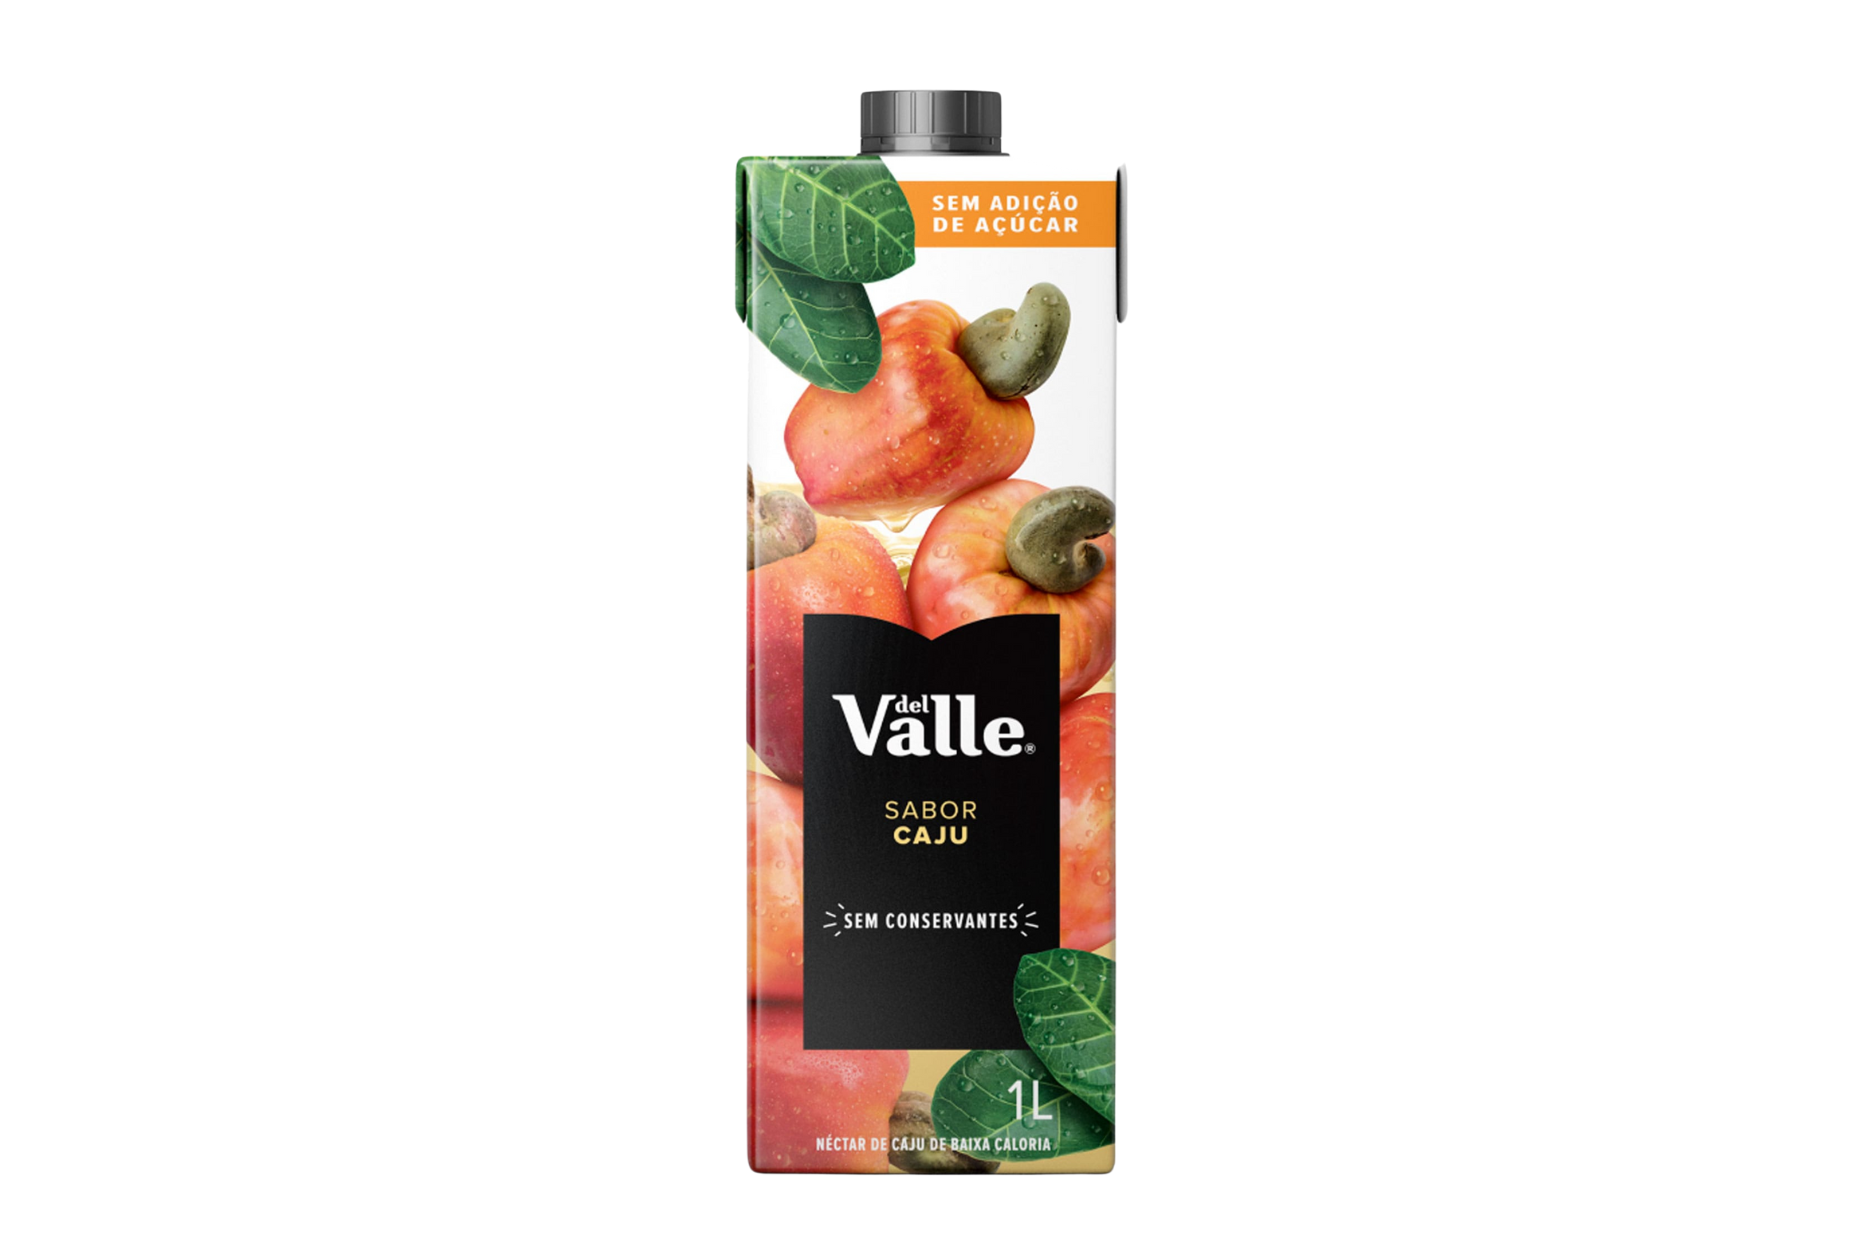 SEM ADIÇÃO
DE AÇÚCAR
del
Valle®
SABOR
CAJU
SEM CONSERVANTES
1L
NÉCTAR DE CAJU DE BAIXA CALORIA